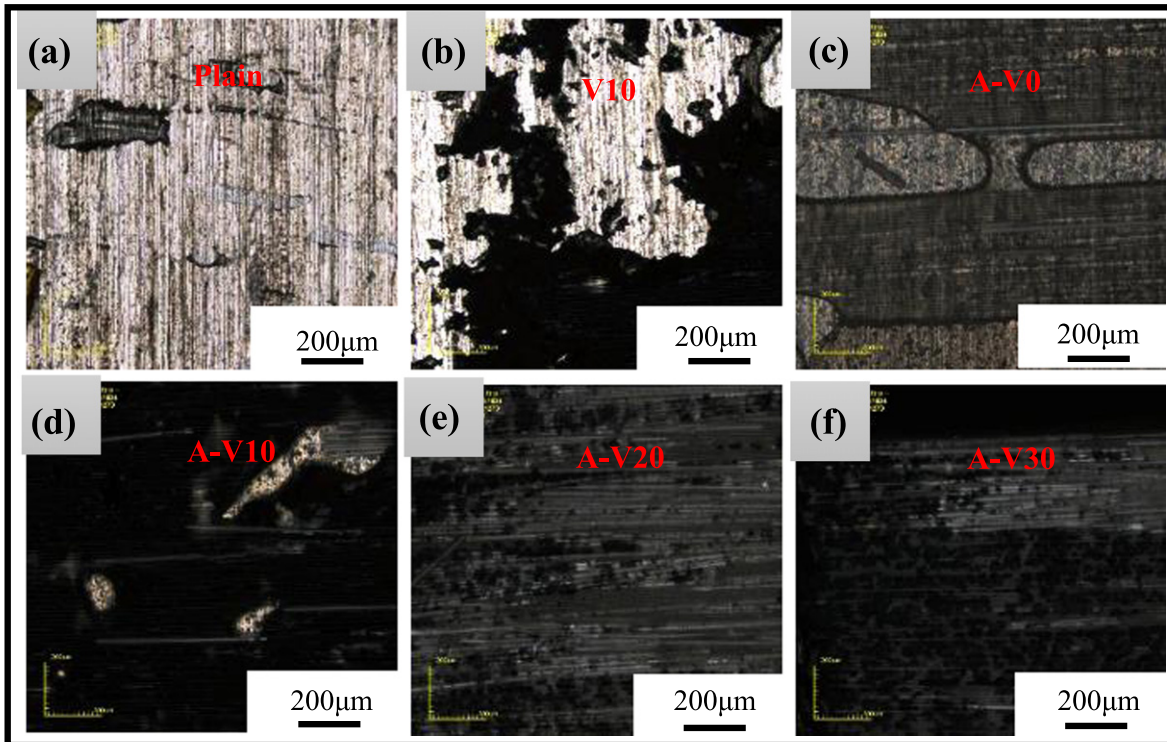 (a)
Plain
200μm
(b)
V10
200μm
(c)
A-V0
200μm
(d)
A-V10
200μm
(e)
A-V20
200μm
(f)
A-V30
200μm